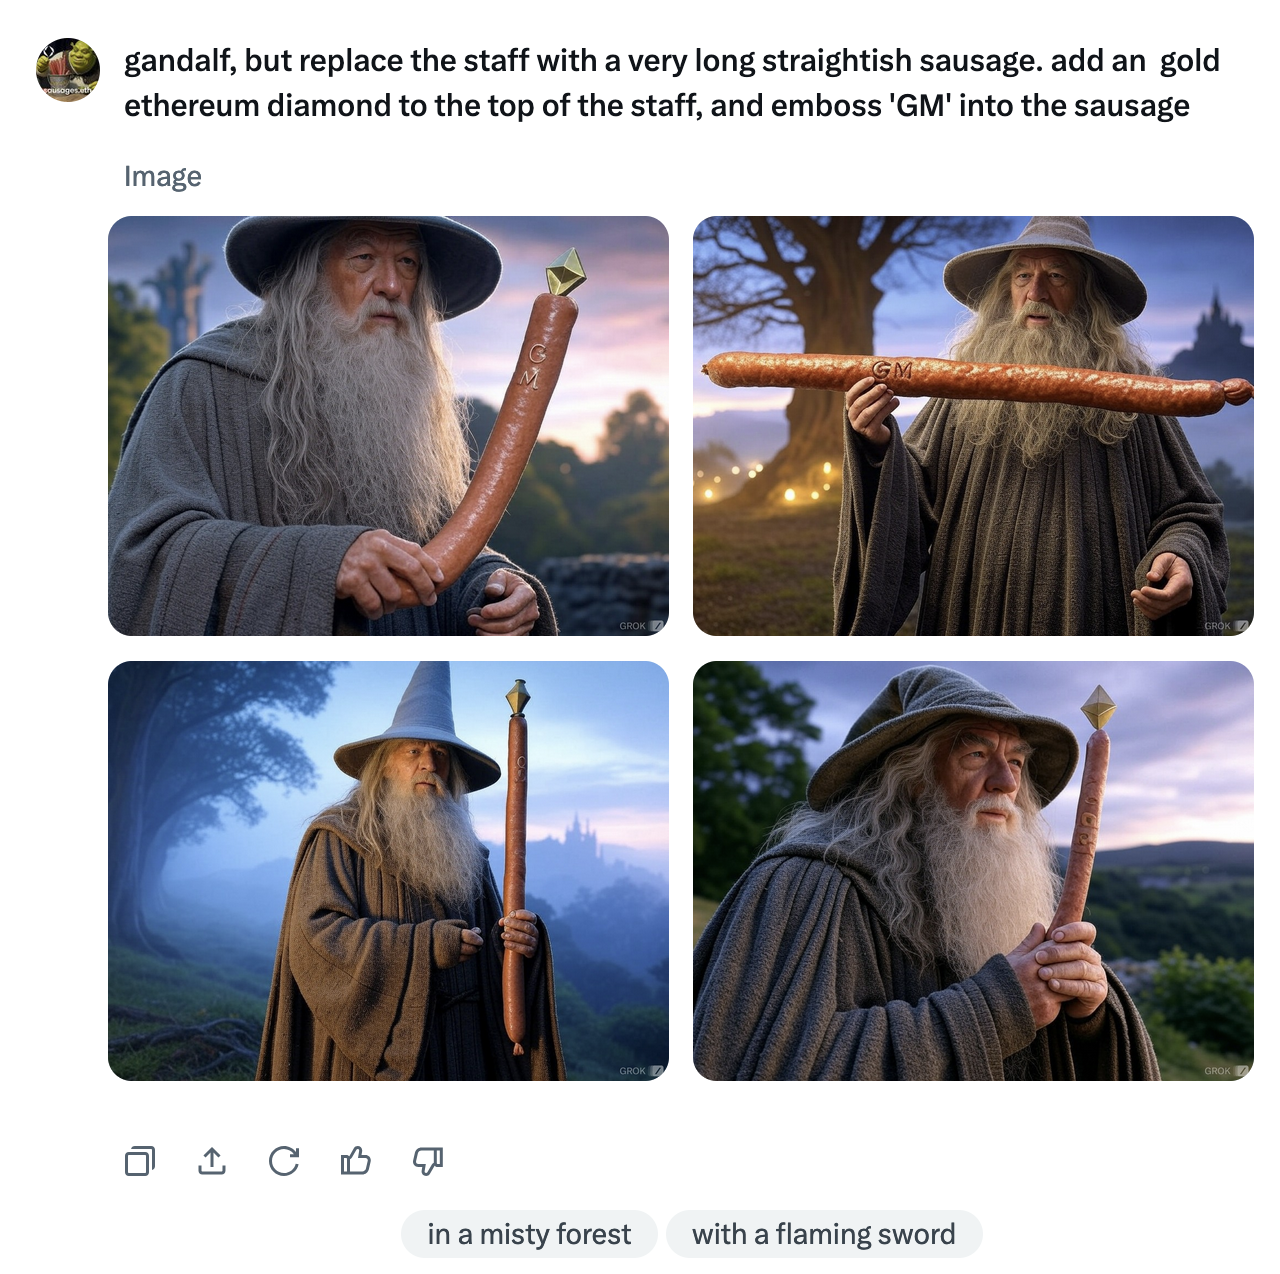 sausages.eth
gandalf, but replace the staff with a very long straightish sausage. add an  gold
ethereum diamond to the top of the staff, and emboss 'GM' into the sausage
Image
G
M
GM
GROK
GROK
GROK
GROK
in a misty forest
with a flaming sword